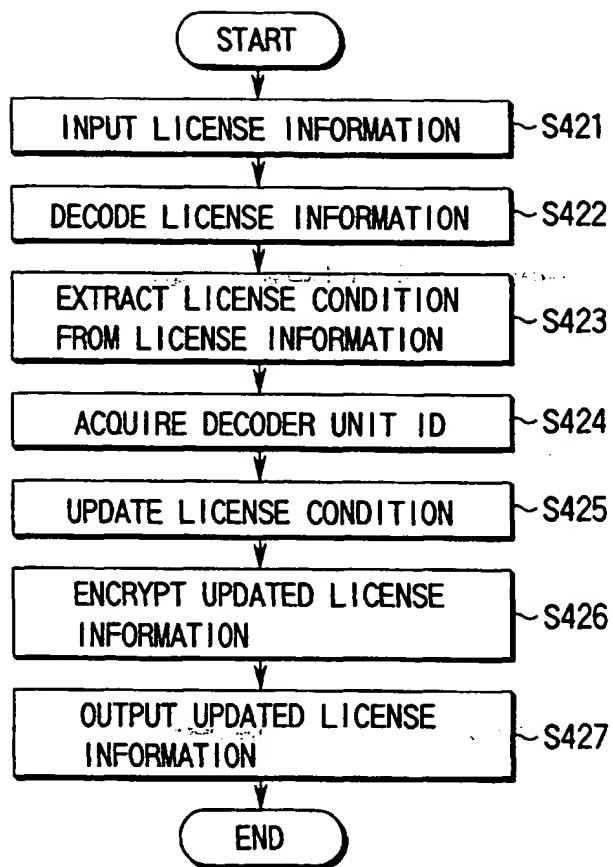 START
INPUT LICENSE INFORMATION
~S421
DECODE LICENSE INFORMATION
~S422
EXTRACT LICENSE CONDITION
FROM LICENSE INFORMATION
~S423
ACQUIRE DECODER UNIT ID
~S424
UPDATE LICENSE CONDITION
~S425
ENCRYPT UPDATED LICENSE
INFORMATION
~S426
OUTPUT UPDATED LICENSE
INFORMATION
~S427
END